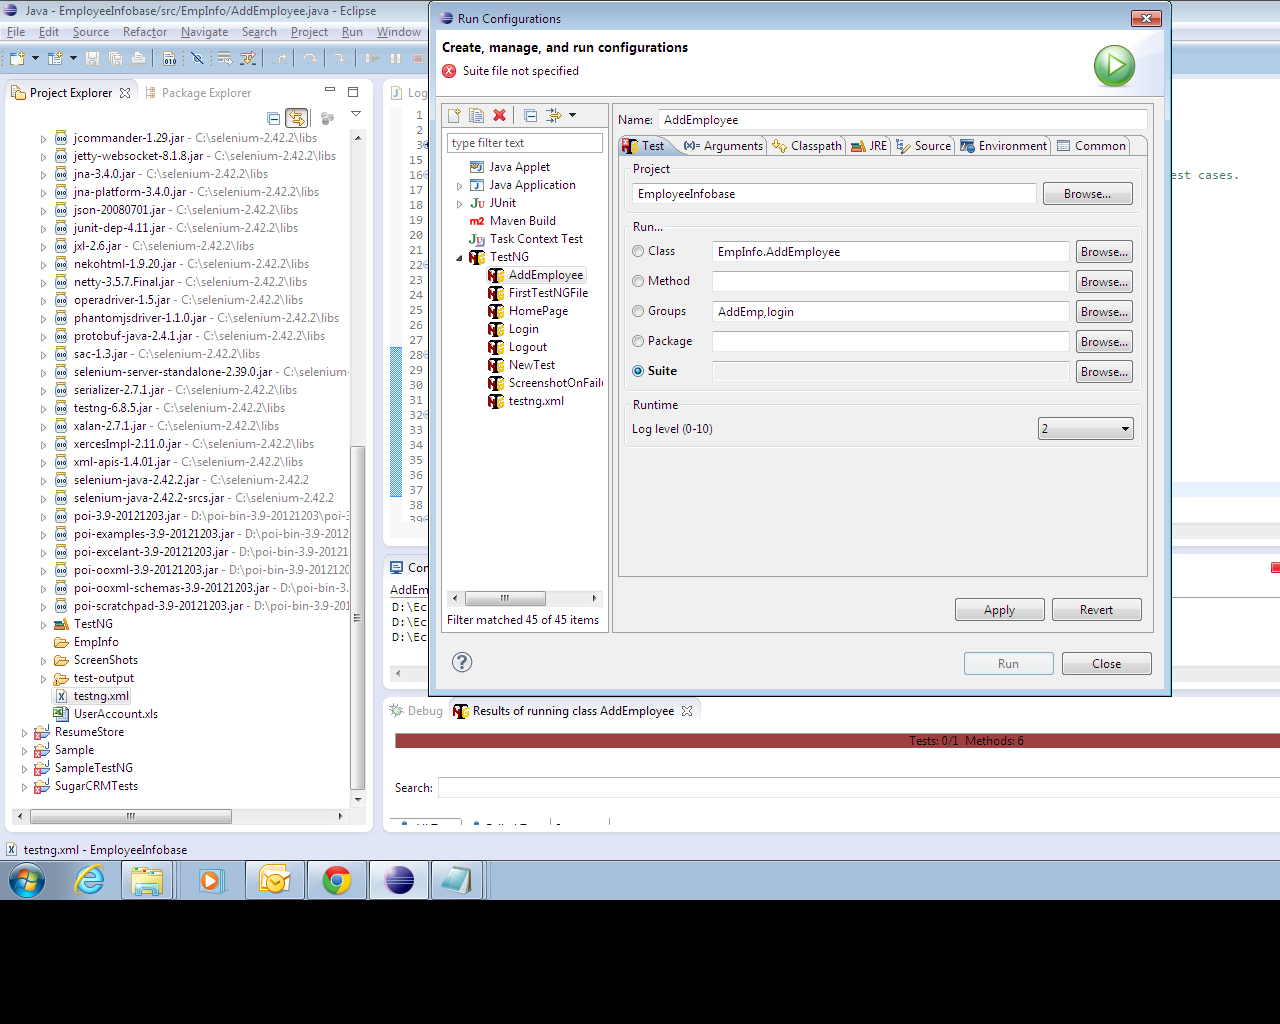 Java - EmployeeInfobase/src/EmpInfo/AddEmployee.java - Eclipse
File Edit Source Refactor Navigate Search Project Run Window
Project Explorer
Package Explorer
jcommander-1.29.jar - C:\selenium-2.42.2\libs
jetty-websocket-8.1.8.jar - C:\selenium-2.42.2\libs
jna-3.4.0.jar - C:\selenium-2.42.2\libs
jna-platform-3.4.0.jar - C:\selenium-2.42.2\libs
json-20080701.jar - C:\selenium-2.42.2\libs
junit-dep-4.11.jar - C:\selenium-2.42.2\libs
jxl-2.6.jar - C:\selenium-2.42.2\libs
nekohtml-1.9.20.jar - C:\selenium-2.42.2\libs
netty-3.5.7.Final.jar - C:\selenium-2.42.2\libs
operadriver-1.5.jar - C:\selenium-2.42.2\libs
phantomjsdriver-1.1.0.jar - C:\selenium-2.42.2\libs
protobuf-java-2.4.1.jar - C:\selenium-2.42.2\libs
sac-1.3.jar - C:\selenium-2.42.2\libs
selenium-server-standalone-2.39.0.jar - C:\selenium-
serializer-2.7.1.jar - C:\selenium-2.42.2\libs
testng-6.8.5.jar - C:\selenium-2.42.2\libs
xalan-2.7.1.jar - C:\selenium-2.42.2\libs
xercesImpl-2.11.0.jar - C:\selenium-2.42.2\libs
xml-apis-1.4.01.jar - C:\selenium-2.42.2\libs
selenium-java-2.42.2.jar - C:\selenium-2.42.2
selenium-java-2.42.2-srcs.jar - C:\selenium-2.42.2
poi-3.9-20121203.jar - D:\poi-bin-3.9-20121203\poi-3
poi-examples-3.9-20121203.jar - D:\poi-bin-3.9-2012
poi-excelant-3.9-20121203.jar - D:\poi-bin-3.9-20121
poi-ooxml-3.9-20121203.jar - D:\poi-bin-3.9-2012120
poi-ooxml-schemas-3.9-20121203.jar - D:\poi-bin-3.
poi-scratchpad-3.9-20121203.jar - D:\poi-bin-3.9-201
TestNG
EmpInfo
ScreenShots
test-output
testng.xml
UserAccount.xls
ResumeStore
Sample
SampleTestNG
SugarCRMTests
testng.xml - EmployeeInfobase
Log
1
2
3
15
16
17
18
19
20
21
22
23
24
25
26
27
28
29
30
31
32
33
34
35
36
37
38
39
est cases.
Run Configurations
Create, manage, and run configurations
Suite file not specified
type filter text
Java Applet
Java Application
JUnit
Maven Build
Task Context Test
TestNG
AddEmployee
FirstTestNGFile
HomePage
Login
Logout
NewTest
ScreenshotOnFailu
testng.xml
Filter matched 45 of 45 items
Name: AddEmployee
Test Arguments Classpath JRE Source Environment Common
Project
EmployeeInfobase Browse...
Run...
Class EmpInfo.AddEmployee Browse...
Method Browse...
Groups AddEmp,login Browse...
Package Browse...
Suite Browse...
Runtime
Log level (0-10) 2
Apply Revert
Run Close
Con
AddEm
D:\Ec
D:\Ec
D:\Ec
Debug Results of running class AddEmployee
Tests: 0/1 Methods: 6
Search: